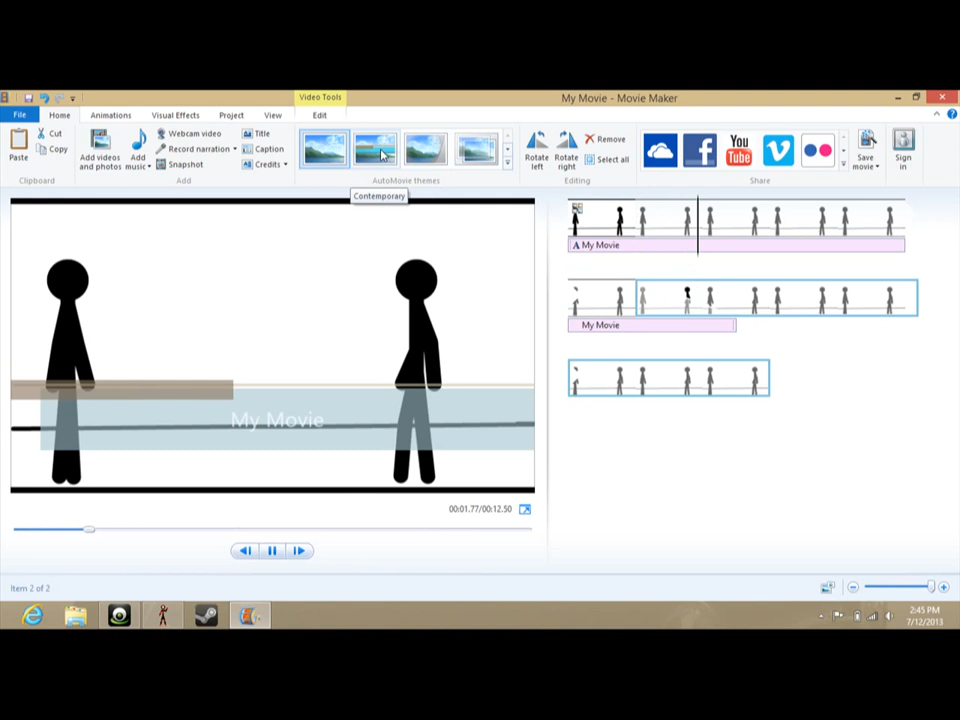 Video Tools
My Movie - Movie Maker
File
Home
Animations
Visual Effects
Project
View
Edit
Paste
Cut
Copy
Clipboard
Add videos
and photos
Add
music
Webcam video
Record narration
Snapshot
Title
Caption
Credits
Add
AutoMovie themes
Contemporary
Rotate
left
Rotate
right
Remove
Select all
Editing
You
Tube
Share
Save
movie
Sign
in
My Movie
00:01.77/00:12.50
A My Movie
My Movie
Item 2 of 2
2:45 PM
7/12/2013